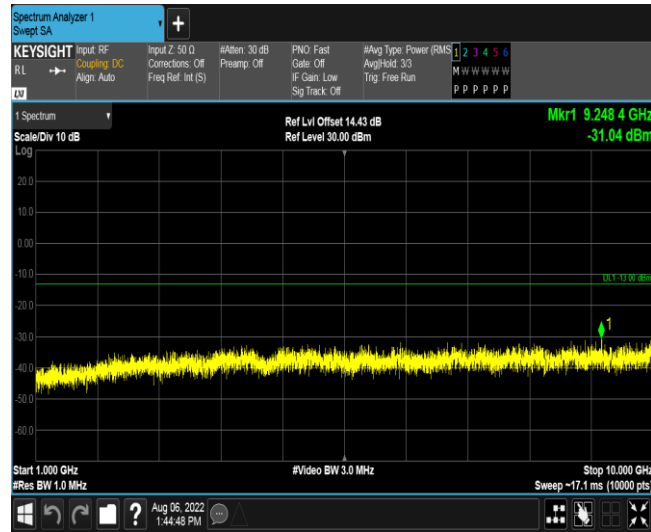 Spectrum Analyzer 1
Swept SA
+
KEYSIGHT
RL
LXI
Input: RF
Coupling: DC
Align: Auto
Input Z: 50 Ω
Corrections: Off
Freq Ref: Int (S)
#Atten: 30 dB
Preamp: Off
PNO: Fast
Gate: Off
IF Gain: Low
Sig Track: Off
#Avg Type: Power (RMS
Avg|Hold: 3/3
Trig: Free Run
1 2 3 4 5 6
M W W W W W
P P P P P P
1 Spectrum
Scale/Div 10 dB
Log
Ref Lvl Offset 14.43 dB
Ref Level 30.00 dBm
Mkr1 9.248 4 GHz
-31.04 dBm
20.0
10.0
0.00
-10.0
DL1 -13.00 dBm
-20.0
-30.0
1
-40.0
-50.0
-60.0
Start 1.000 GHz
#Res BW 1.0 MHz
#Video BW 3.0 MHz
Stop 10.000 GHz
Sweep ~17.1 ms (10000 pts)
?
Aug 06, 2022
1:44:48 PM